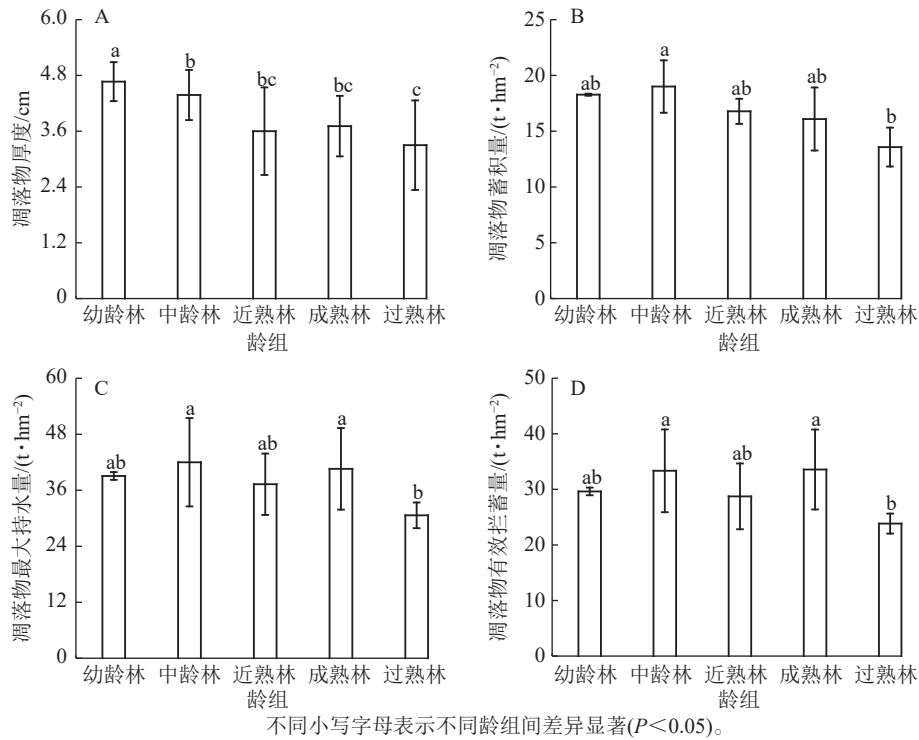 A
凋落物厚度/cm
6.0
4.8
3.6
2.4
1.2
0
a
b
bc
bc
c
幼龄林 中龄林 近熟林 成熟林 过熟林
龄组
B
凋落物蓄积量/(t·hm⁻²)
25
20
15
10
5
0
ab
a
ab
ab
b
幼龄林 中龄林 近熟林 成熟林 过熟林
龄组
C
凋落物最大持水量/(t·hm⁻²)
60
48
36
24
12
0
ab
a
ab
a
b
幼龄林 中龄林 近熟林 成熟林 过熟林
龄组
D
凋落物有效拦蓄量/(t·hm⁻²)
50
40
30
20
10
0
ab
a
ab
a
b
幼龄林 中龄林 近熟林 成熟林 过熟林
龄组
不同小写字母表示不同龄组间差异显著(P＜0.05)。